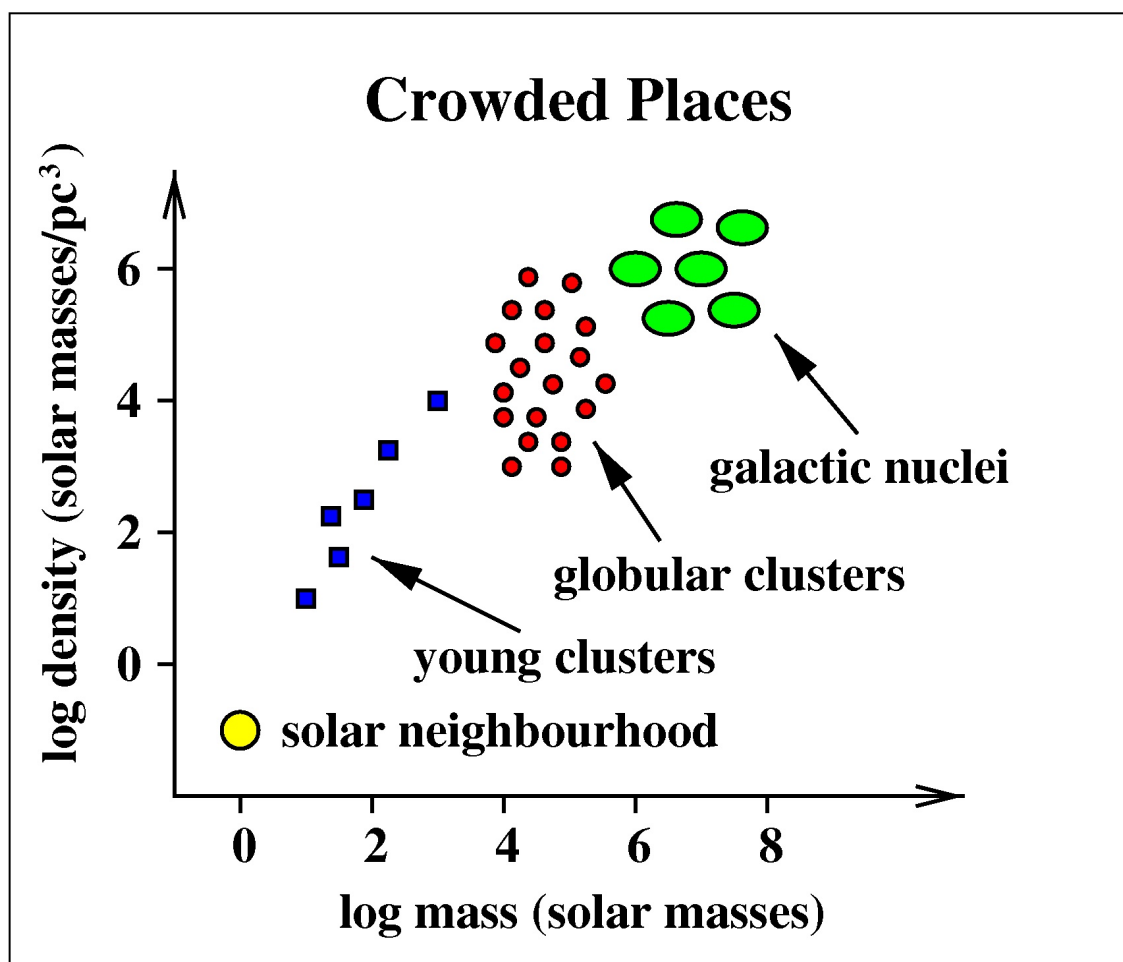 Crowded Places
log density (solar masses/pc³)
6
4
2
0
galactic nuclei
globular clusters
young clusters
solar neighbourhood
0 2 4 6 8
log mass (solar masses)